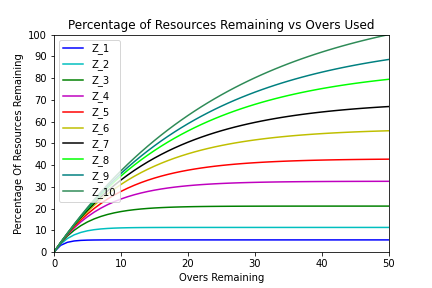 Percentage of Resources Remaining vs Overs Used
Percentage Of Resources Remaining
100
90
80
70
60
50
40
30
20
10
0
Z_1
Z_2
Z_3
Z_4
Z_5
Z_6
Z_7
Z_8
Z_9
Z_10
0 10 20 30 40 50
Overs Remaining